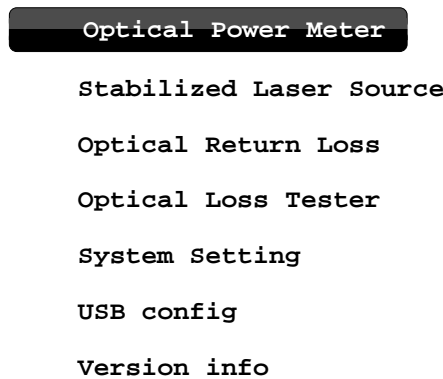 Optical Power Meter
Stabilized Laser Source
Optical Return Loss
Optical Loss Tester
System Setting
USB config
Version info